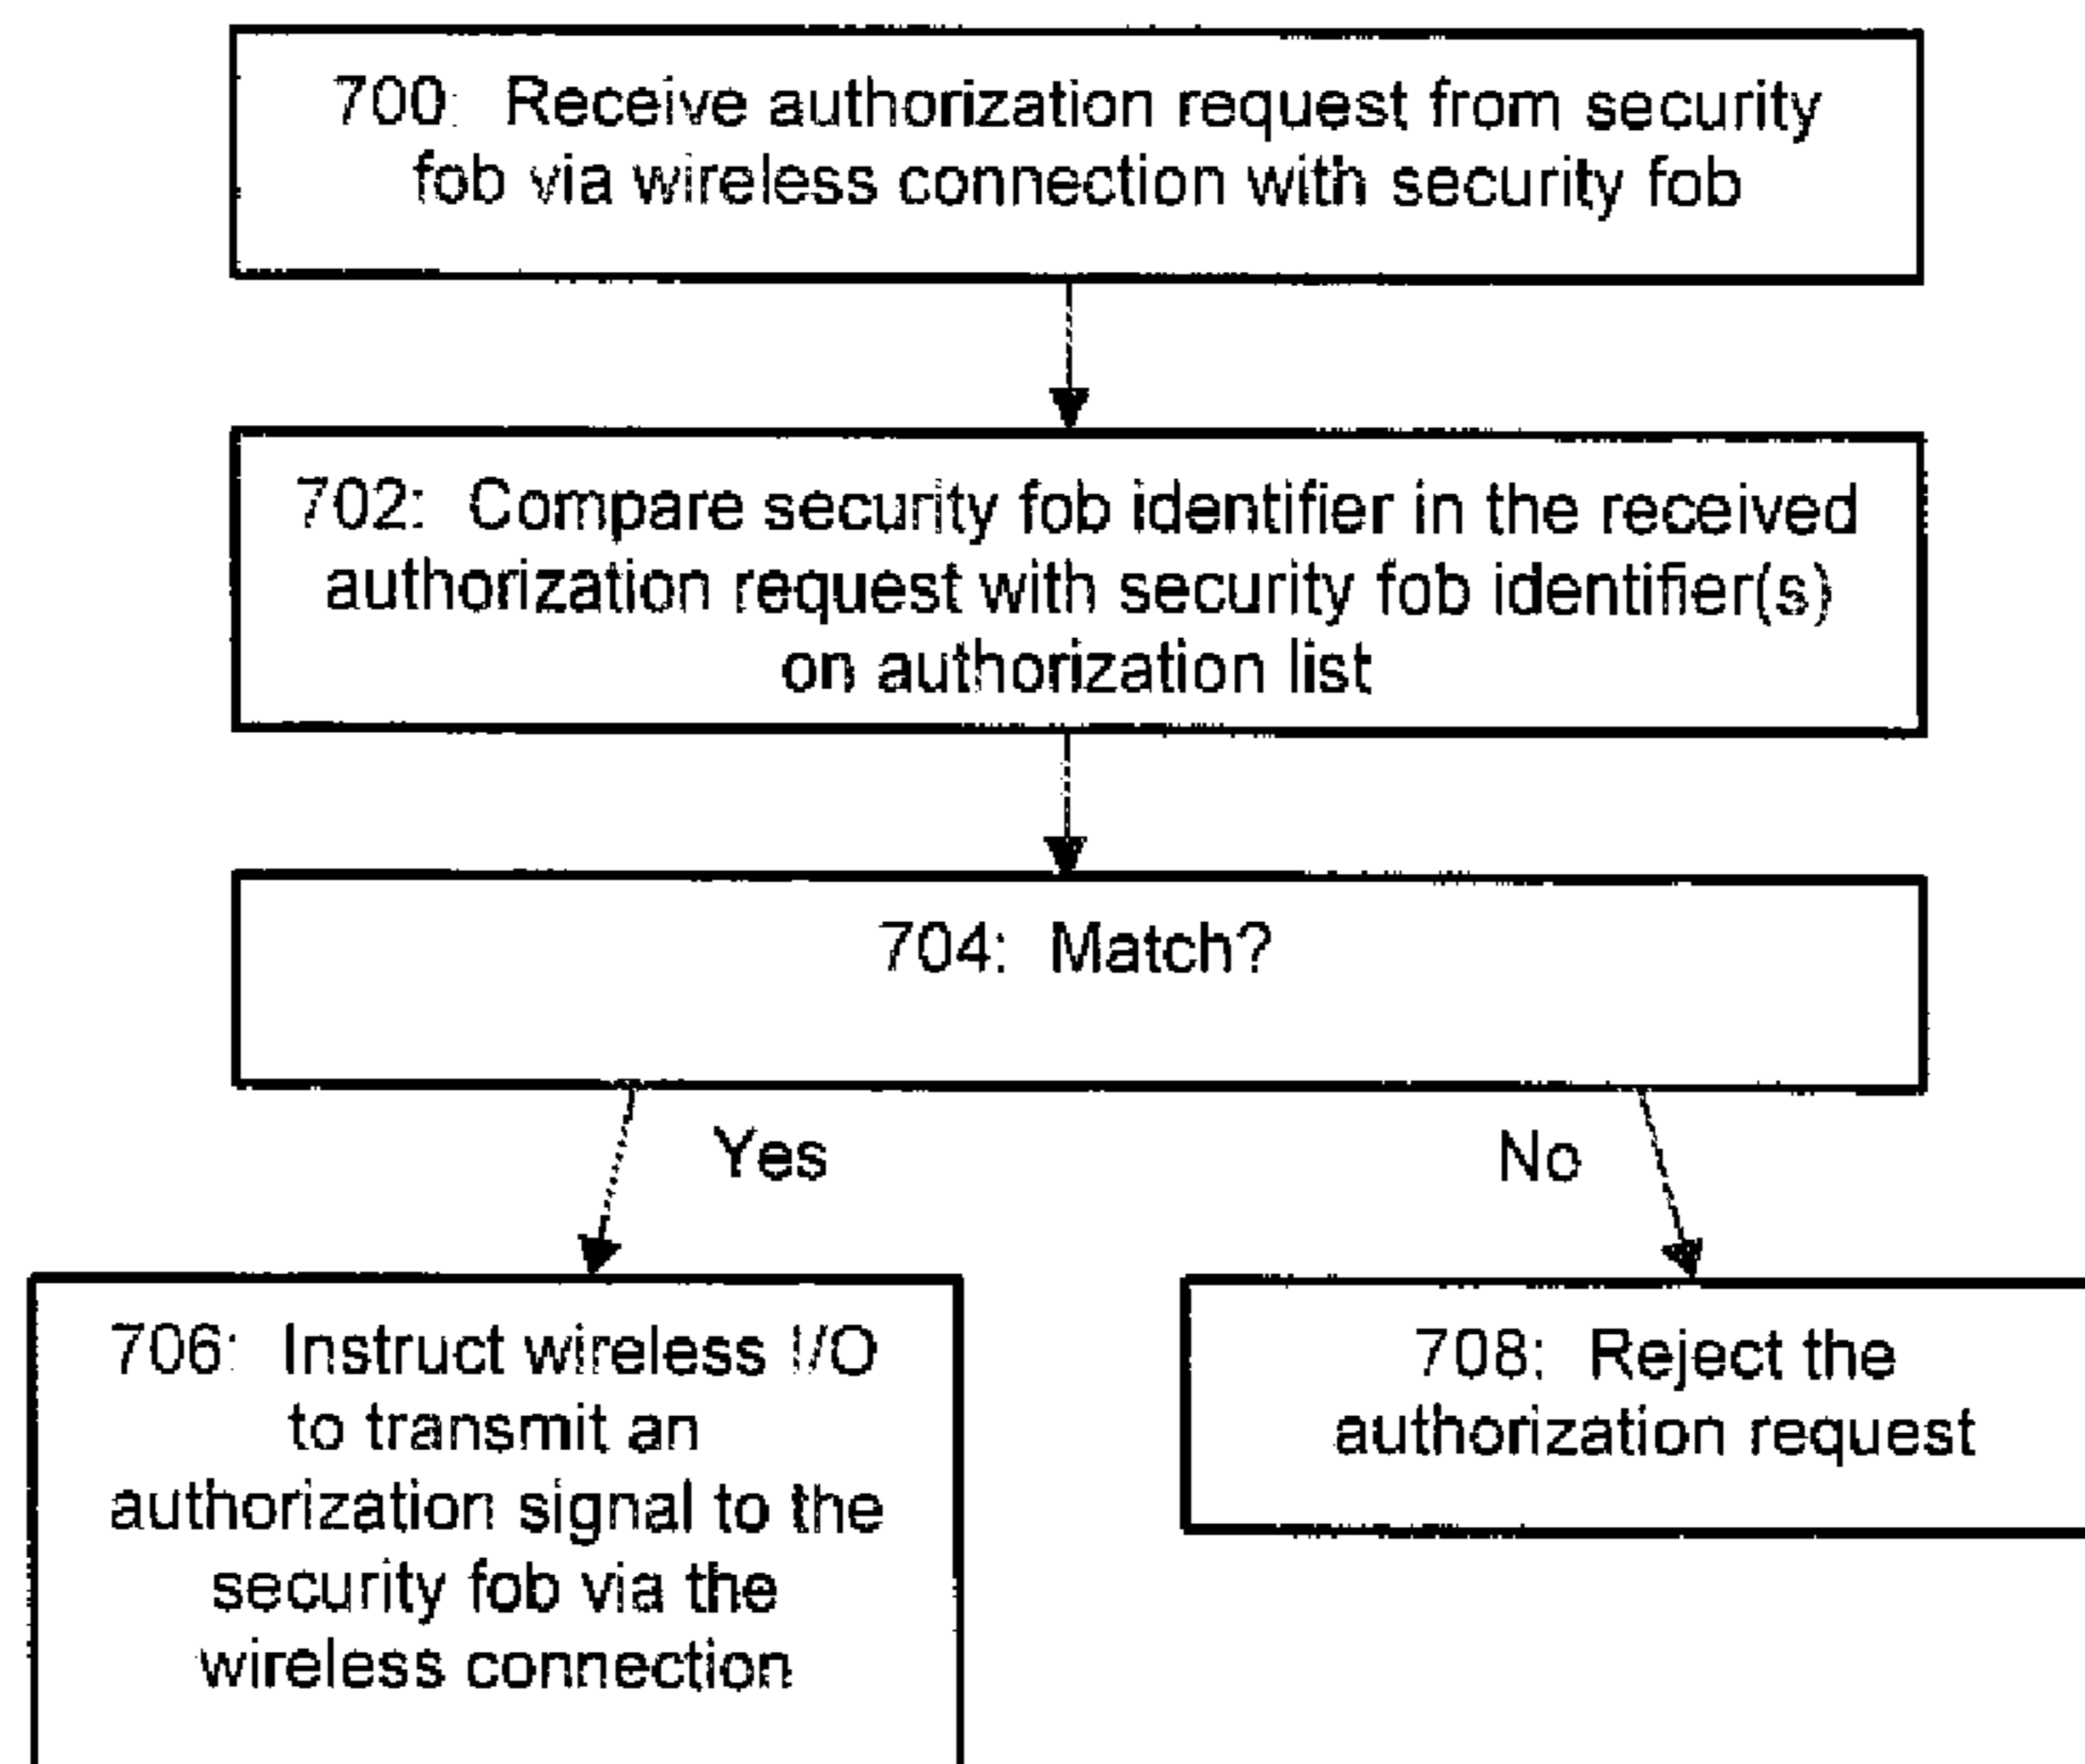 700: Receive authorization request from security
fob via wireless connection with security fob
702: Compare security fob identifier in the received
authorization request with security fob identifier(s)
on authorization list
704: Match?
Yes
No
706: Instruct wireless I/O
to transmit an
authorization signal to the
security fob via the
wireless connection
708: Reject the
authorization request